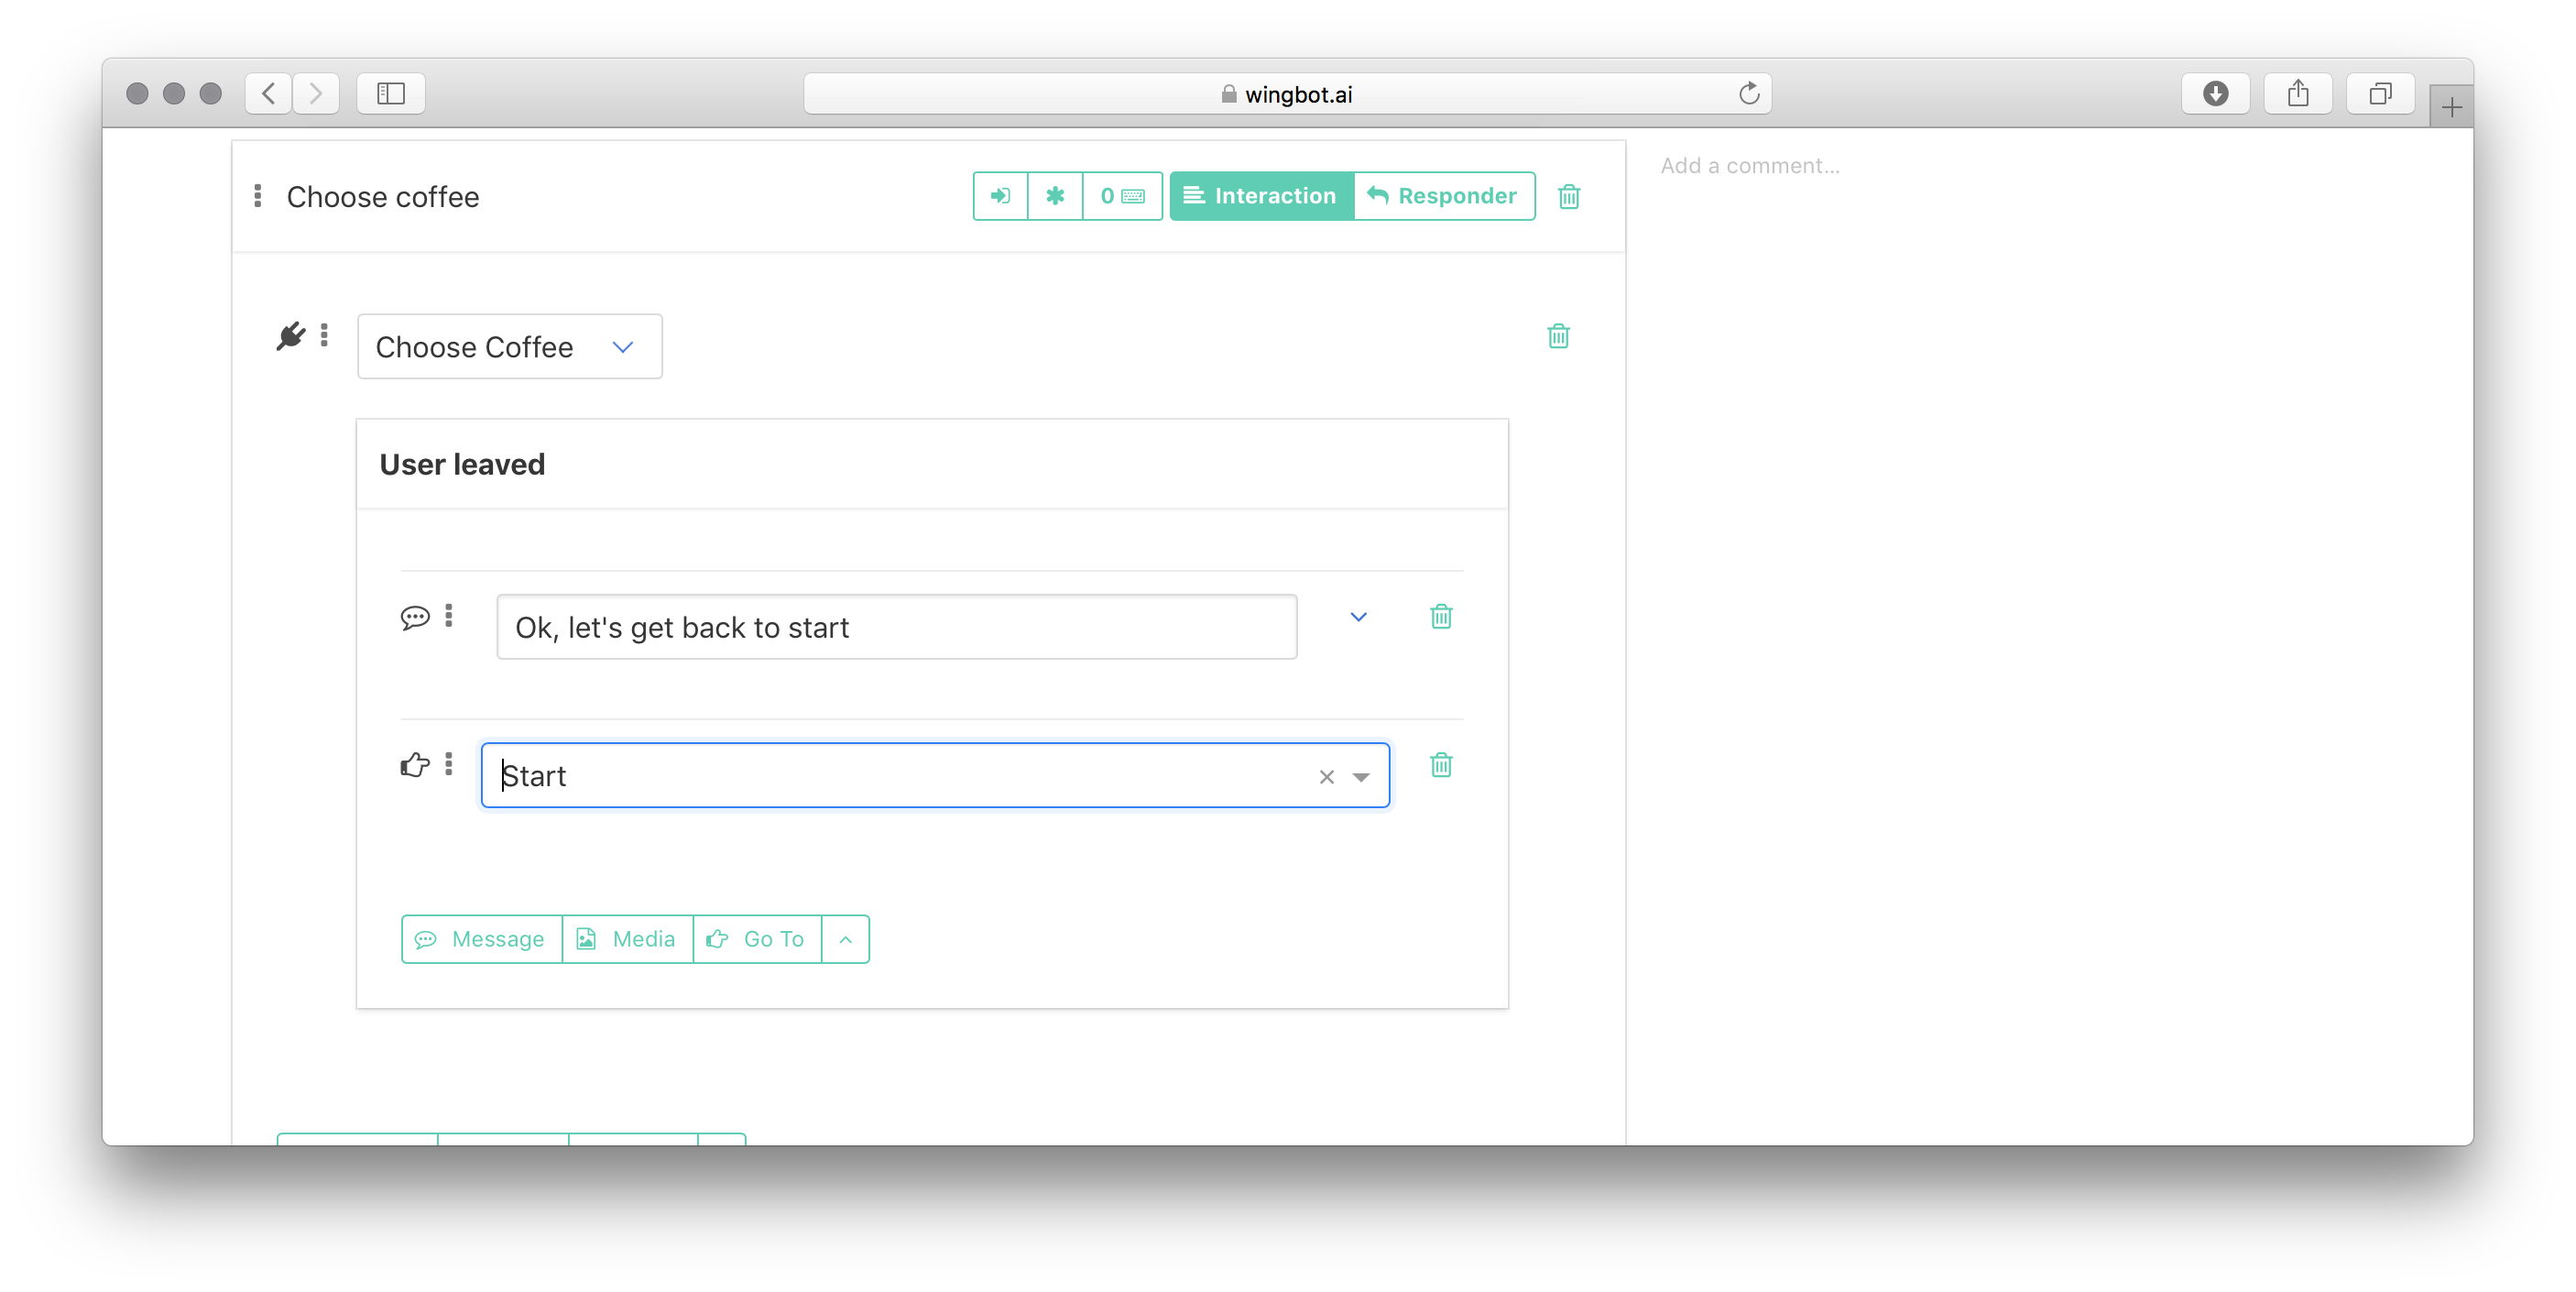 wingbot.ai
Choose coffee
0
Interaction
Responder
Add a comment...
Choose Coffee
User leaved
Ok, let's get back to start
Start
Message
Media
Go To